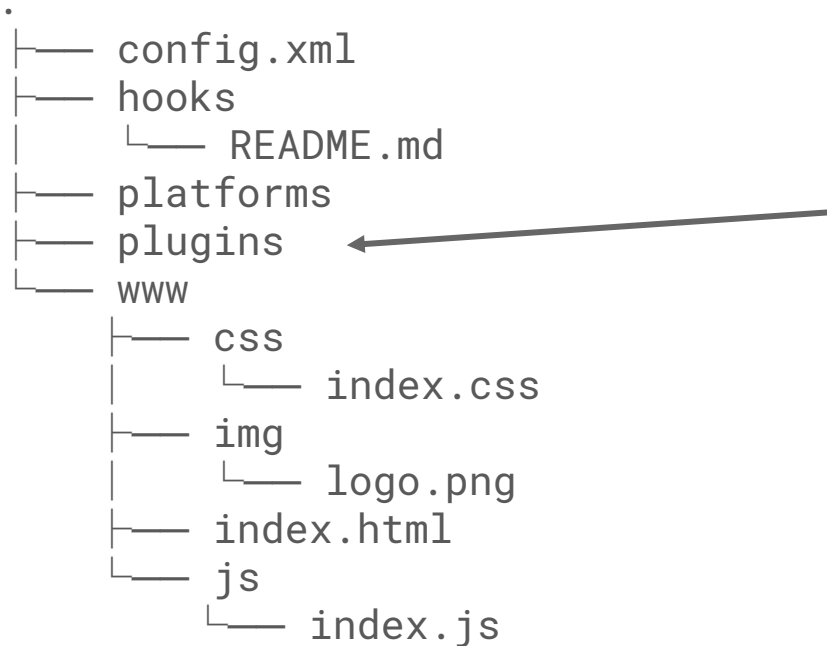 .
├── config.xml
├── hooks
│   └── README.md
├── platforms
├── plugins
└── www
    ├── css
    │   └── index.css
    ├── img
    │   └── logo.png
    ├── index.html
    └── js
        └── index.js